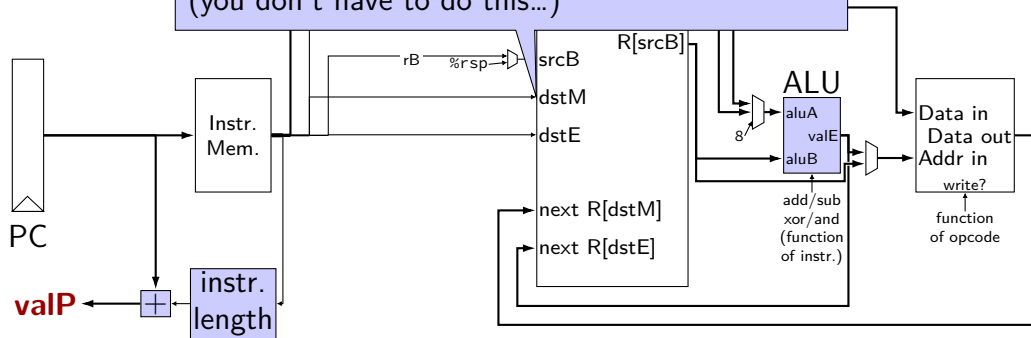 (you don't have to do this…)
R[srcB]
rB
%rsp
srcB
ALU
dstM
Instr.
Mem.
aluA
valE
Data in
Data out
8
dstE
aluB
Addr in
write?
add/sub
xor/and
(function
of instr.)
function
of opcode
next R[dstM]
PC
next R[dstE]
instr.
length
valP
+